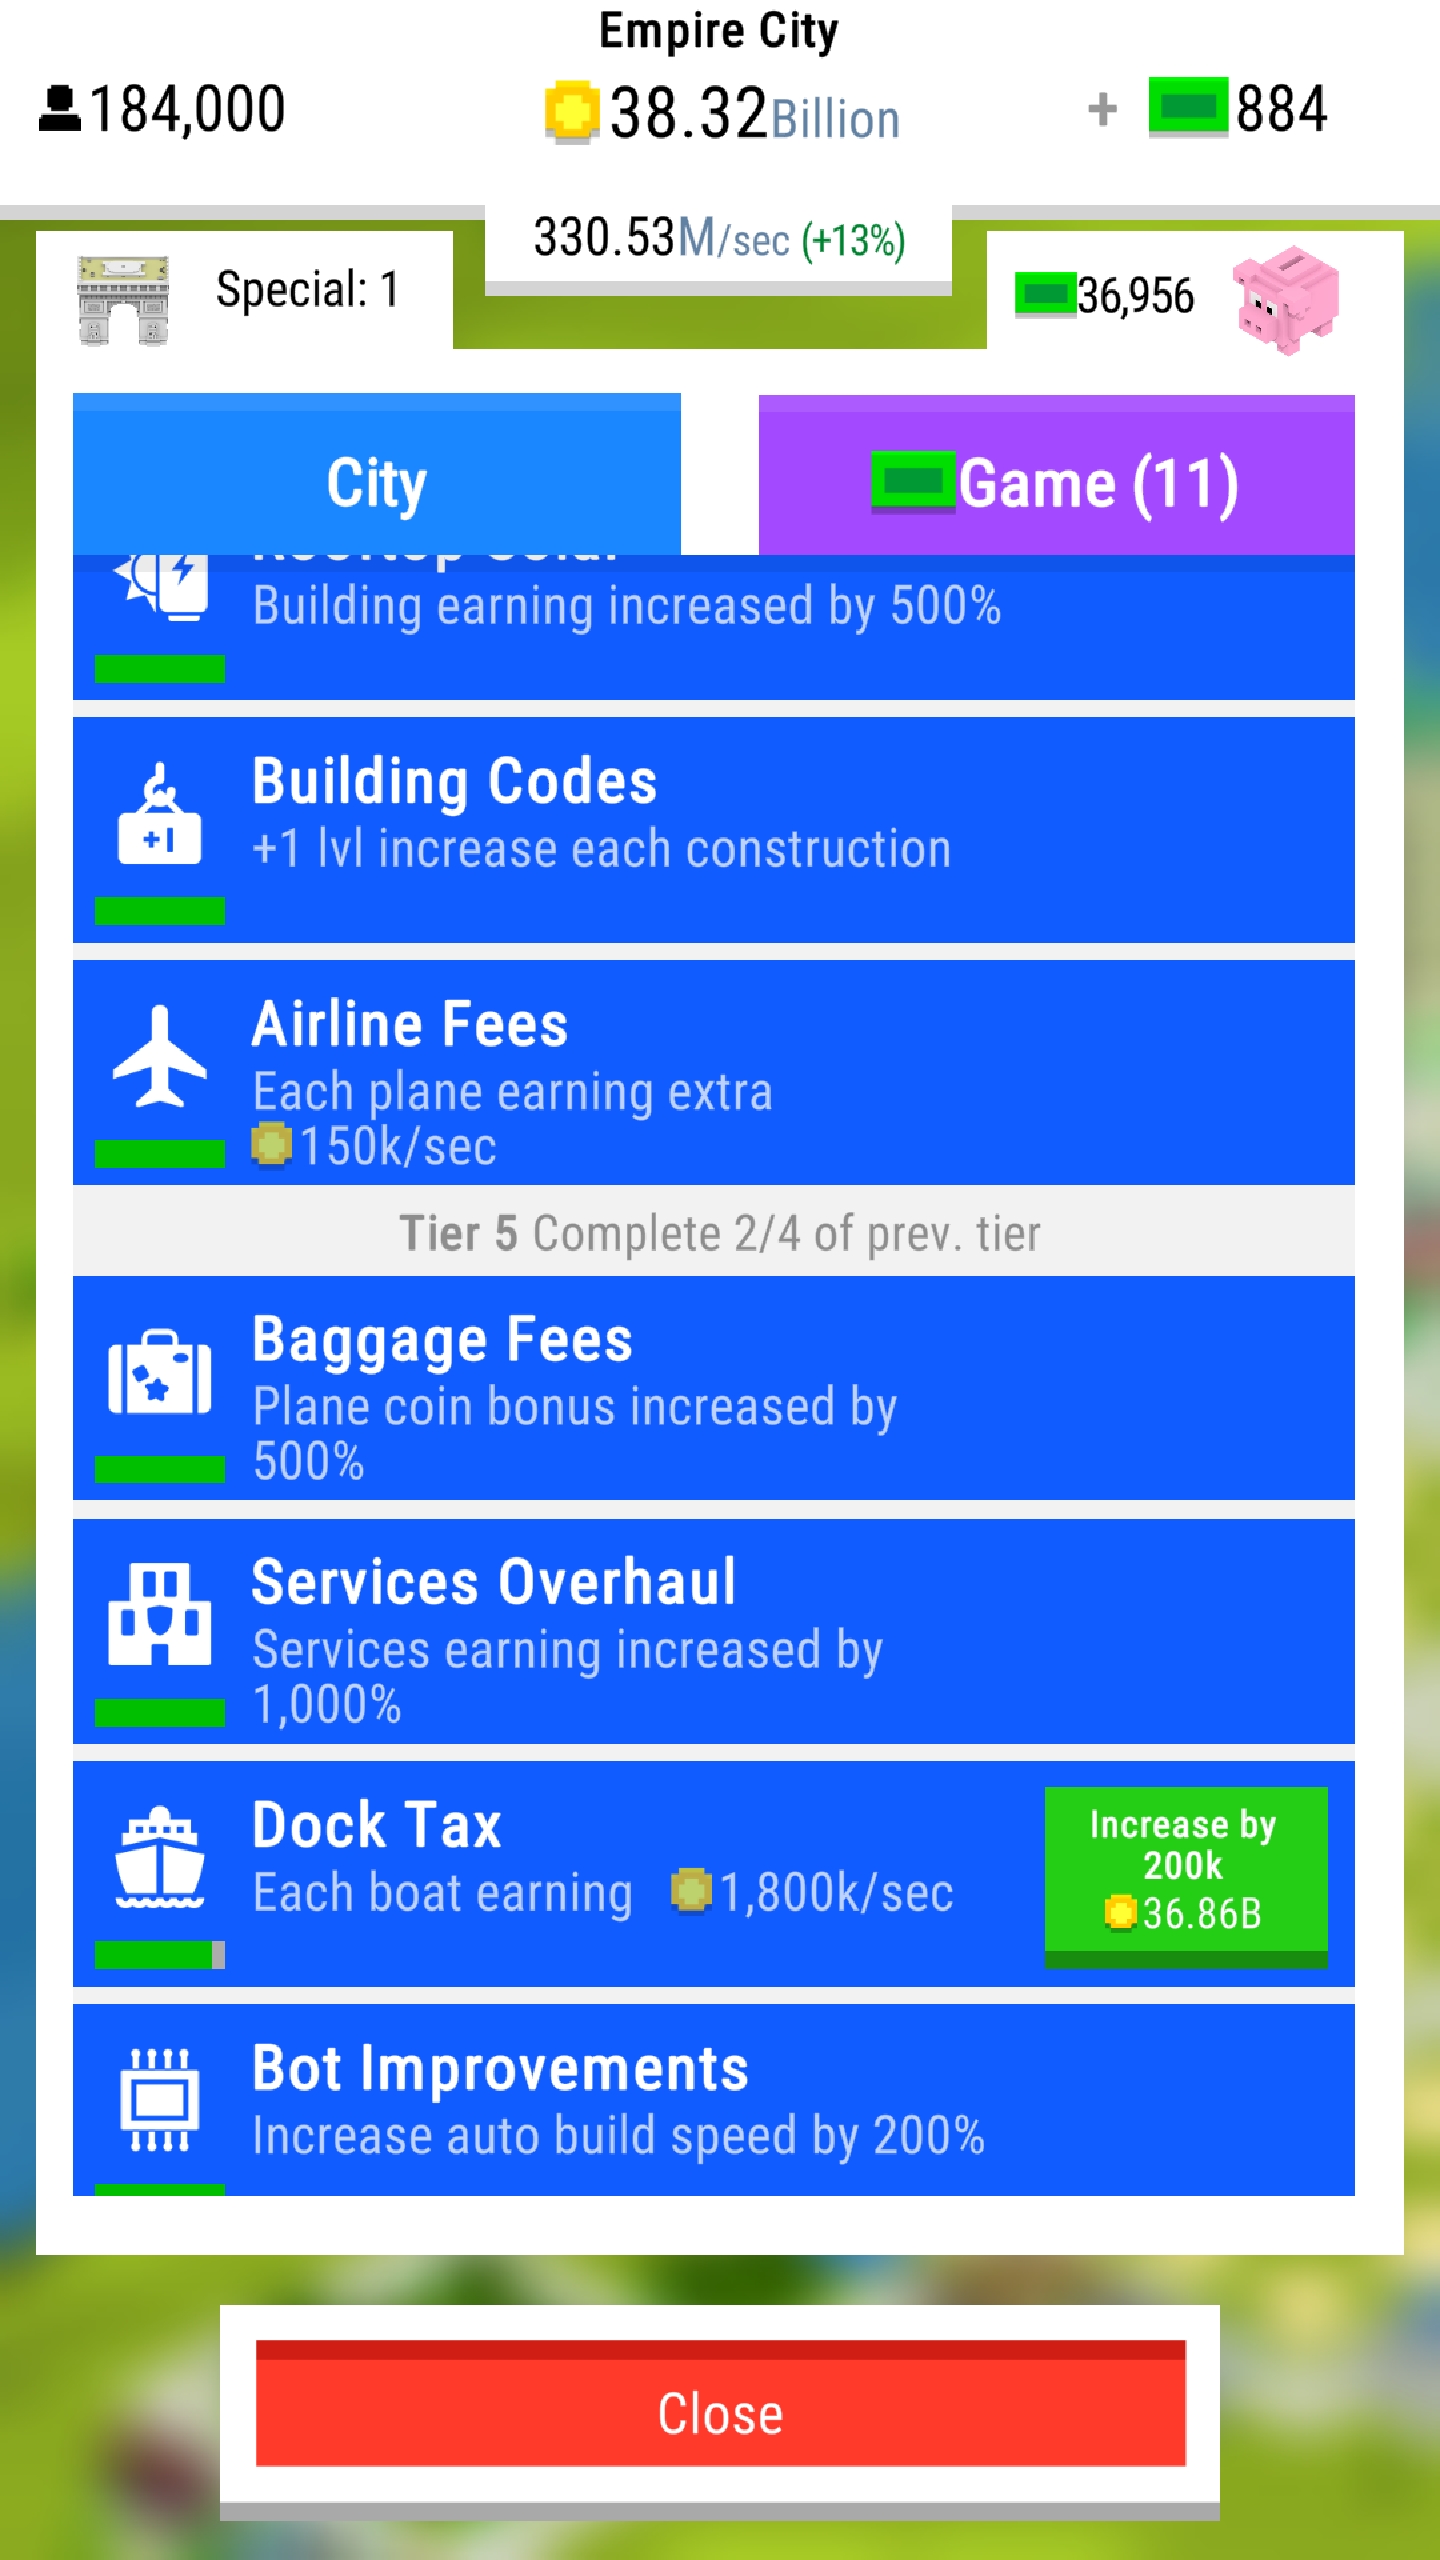 Empire City
184,000
38.32Billion
+ 884
330.53M/sec (+13%)
Special: 1
36,956
City
Game (11)
Rooftop Solar
Building earning increased by 500%
Building Codes
+1
+1 lvl increase each construction
Airline Fees
Each plane earning extra
150k/sec
Tier 5 Complete 2/4 of prev. tier
Baggage Fees
Plane coin bonus increased by
500%
Services Overhaul
Services earning increased by
1,000%
Dock Tax
Each boat earning 1,800k/sec
Increase by
200k
36.86B
Bot Improvements
Increase auto build speed by 200%
Close